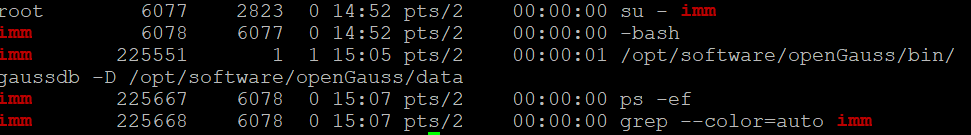 root 6077 2823 0 14:52 pts/2 00:00:00 su - imm
imm 6078 6077 0 14:52 pts/2 00:00:00 -bash
imm 225551 1 1 15:05 pts/2 00:00:01 /opt/software/openGauss/bin/
gaussdb -D /opt/software/openGauss/data
imm 225667 6078 0 15:07 pts/2 00:00:00 ps -ef
imm 225668 6078 0 15:07 pts/2 00:00:00 grep --color=auto imm